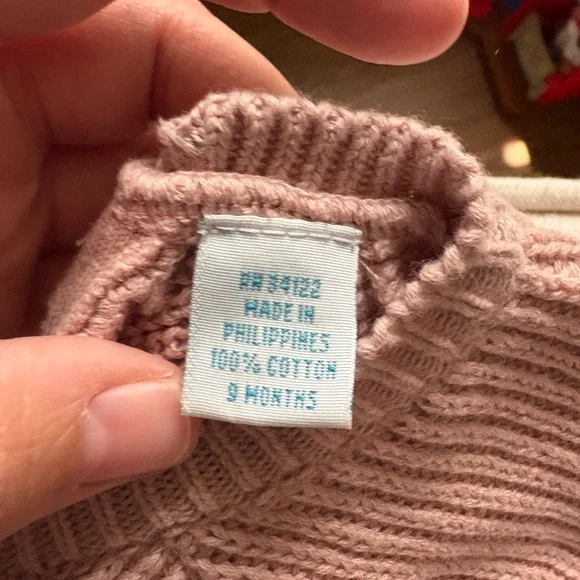 RN 54122
MADE IN
PHILIPPINES
100% COTTON
9 MONTHS